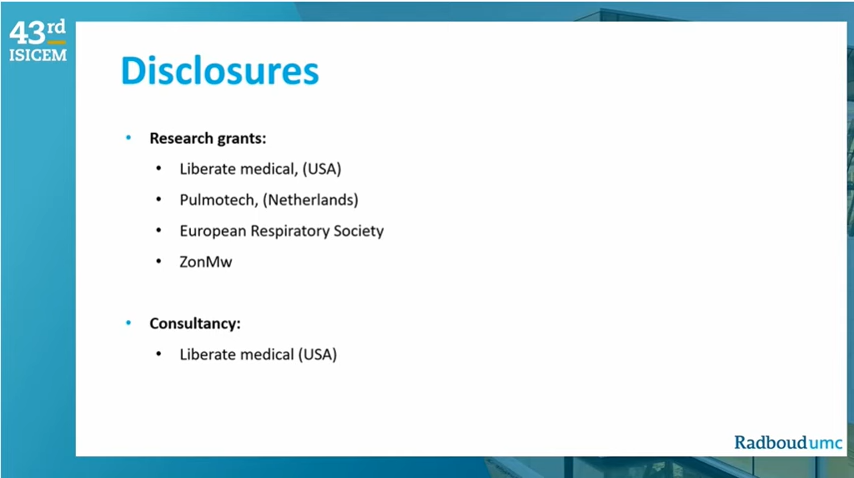 43rd
ISICEM
Disclosures
• Research grants:
• Liberate medical, (USA)
• Pulmotech, (Netherlands)
• European Respiratory Society
• ZonMw
• Consultancy:
• Liberate medical (USA)
Radboudumc